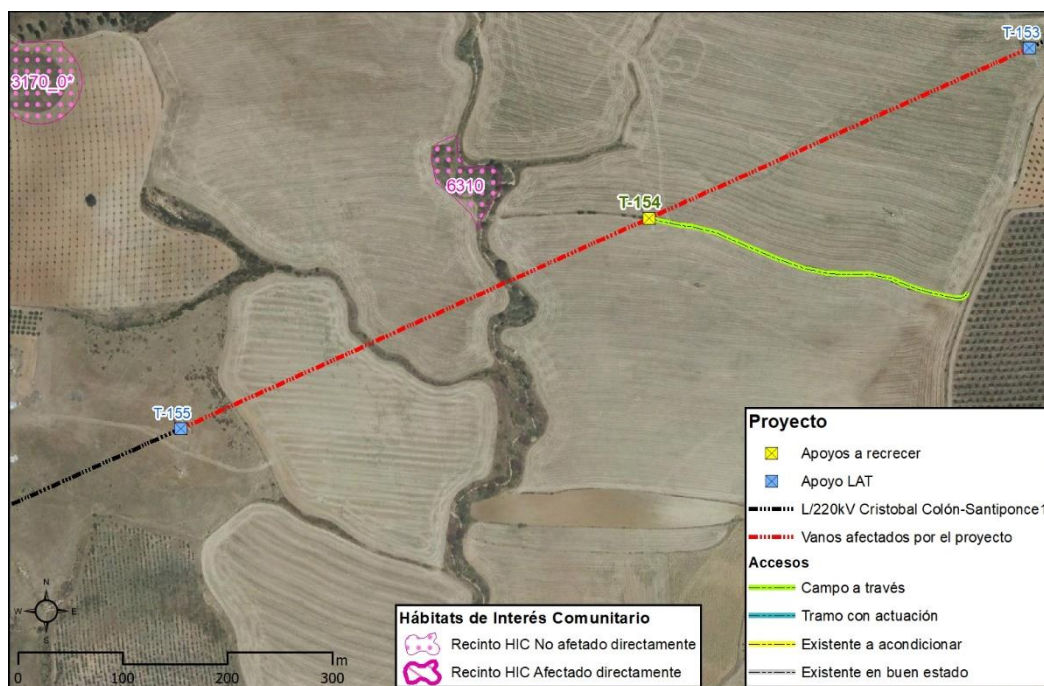 T-153
3170_0*
6310
T-154
T-155
Proyecto
Apoyos a recrecer
Apoyo LAT
L/220kV Cristobal Colón-Santiponce1
Vanos afectados por el proyecto
Accesos
Campo a través
Tramo con actuación
Existente a acondicionar
Existente en buen estado
Hábitats de Interés Comunitario
Recinto HIC No afetado directamente
Recinto HIC Afectado directamente
N
W
E
S
m
0
100
200
300